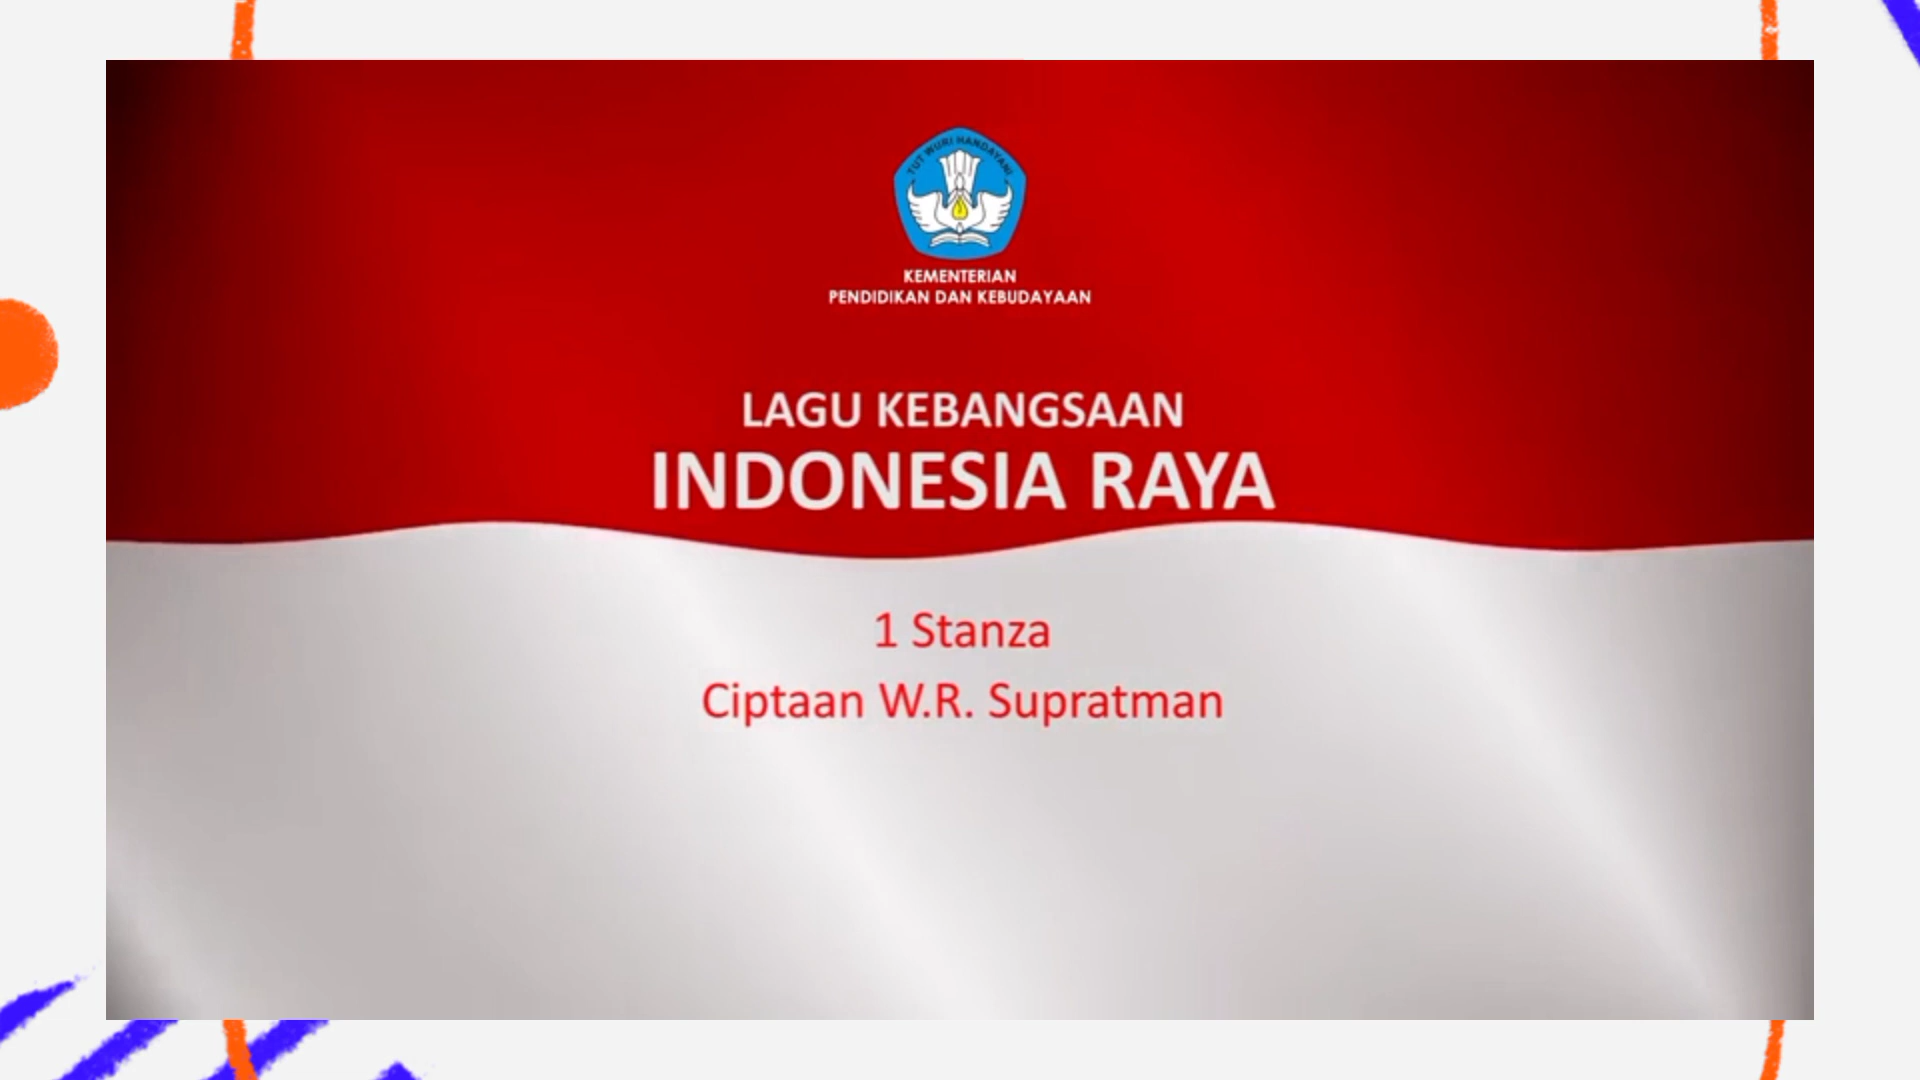 TUT WURI HANDAYANI
KEMENTERIAN
PENDIDIKAN DAN KEBUDAYAAN
LAGU KEBANGSAAN
INDONESIA RAYA
1 Stanza
Ciptaan W.R. Supratman